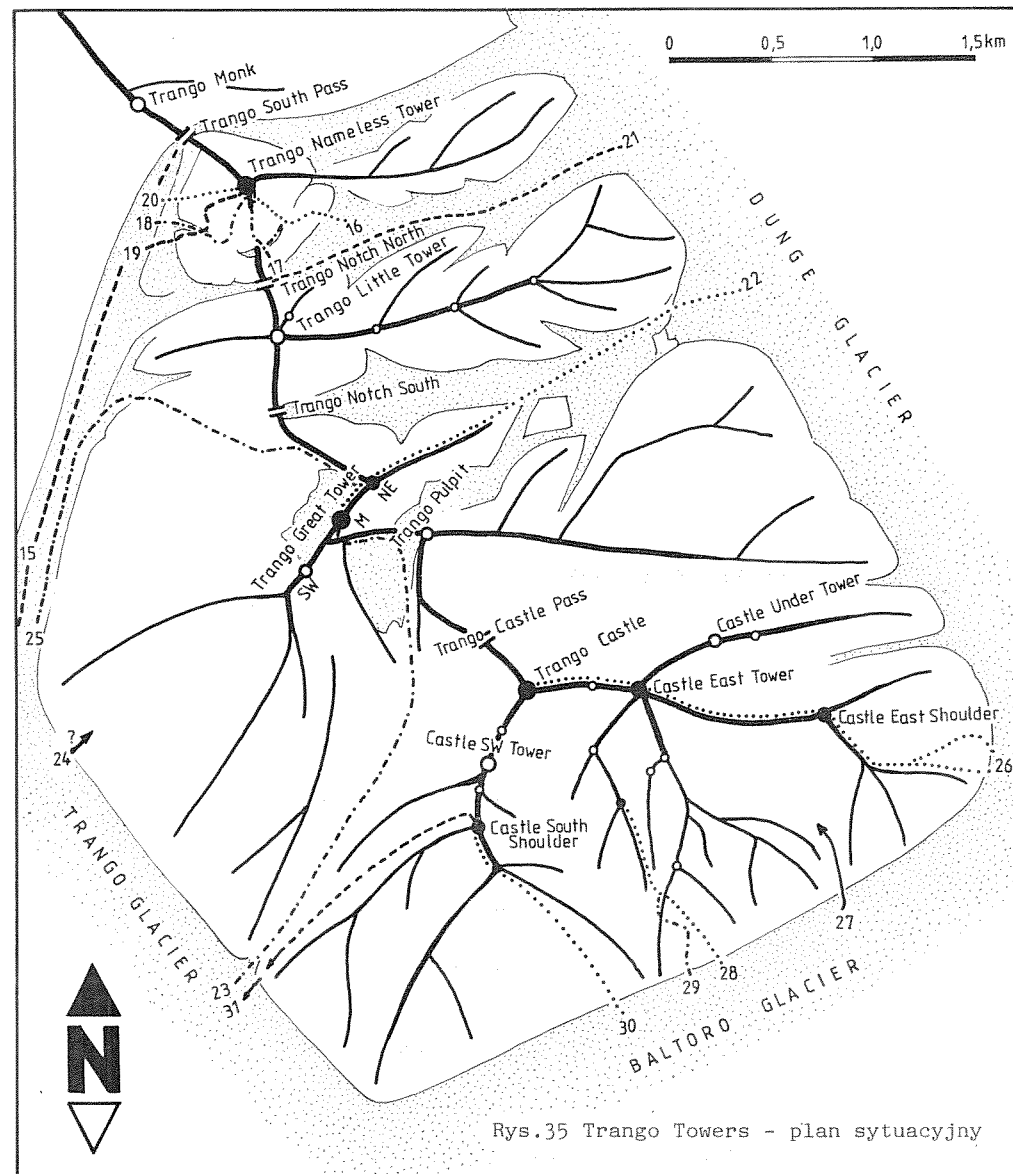 0 0,5 1,0 1,5km
Trango Monk
Trango South Pass
Trango Nameless Tower
21
20
18
19
16
17
Trango Notch North
Trango Little Tower
DUNGE GLACIER
22
Trango Notch South
Trango Great Tower
NE
M
SW
Trango Pulpit
15
25
Trango Castle Pass
Trango Castle
Castle Under Tower
Castle East Tower
Castle East Shoulder
26
Castle SW Tower
?
24
Castle South
Shoulder
TRANGO GLACIER
27
23
31
28
29
30
BALTORO GLACIER
N
Rys.35 Trango Towers - plan sytuacyjny